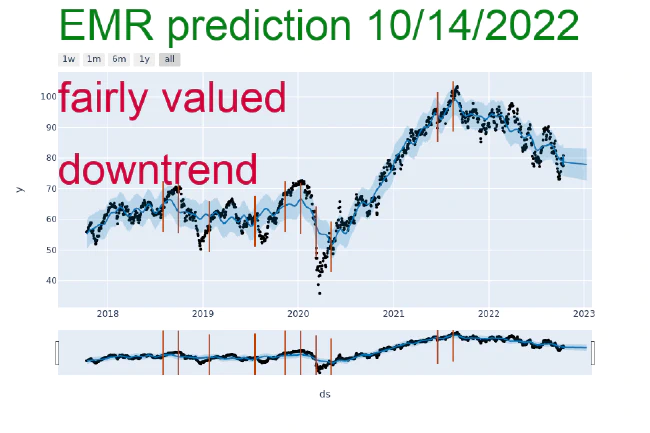 EMR prediction 10/14/2022
1w 1m 6m 1y all
fairly valued
downtrend
100
90
80
70
60
50
40
y
2018 2019 2020 2021 2022 2023
ds